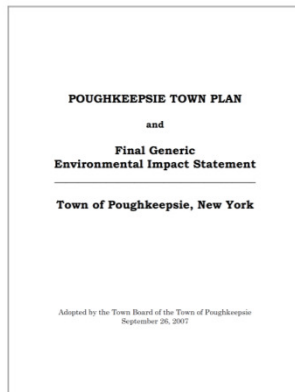 POUGHKEEPSIE TOWN PLAN
and
Final Generic
Environmental Impact Statement
Town of Poughkeepsie, New York
Adopted by the Town Board of the Town of Poughkeepsie
September 26, 2007